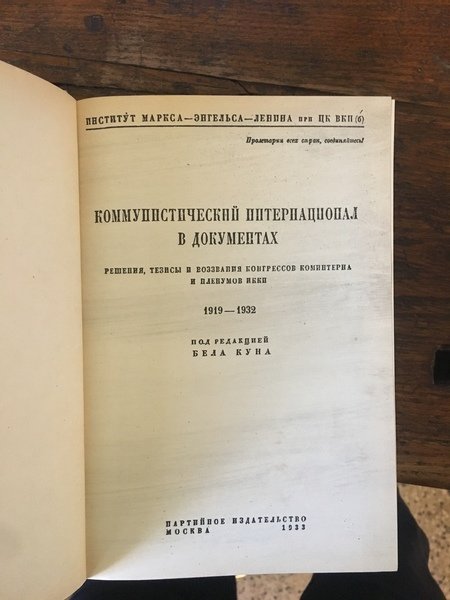 ИНСТИТУТ МАРКСА—ЭНГЕЛЬСА—ЛЕНИНА ПРИ ЦК ВКП(б)
Пролетарии всех стран, соединяйтесь!
КОММУНИСТИЧЕСКИЙ ИНТЕРНАЦИОНАЛ
В ДОКУМЕНТАХ
РЕШЕНИЯ, ТЕЗИСЫ И ВОЗЗВАНИЯ КОНГРЕССОВ КОМИНТЕРНА
И ПЛЕНУМОВ ИККИ
1919—1932
ПОД РЕДАКЦИЕЙ
БЕЛА КУНА
ПАРТИЙНОЕ ИЗДАТЕЛЬСТВО
МОСКВА 1933